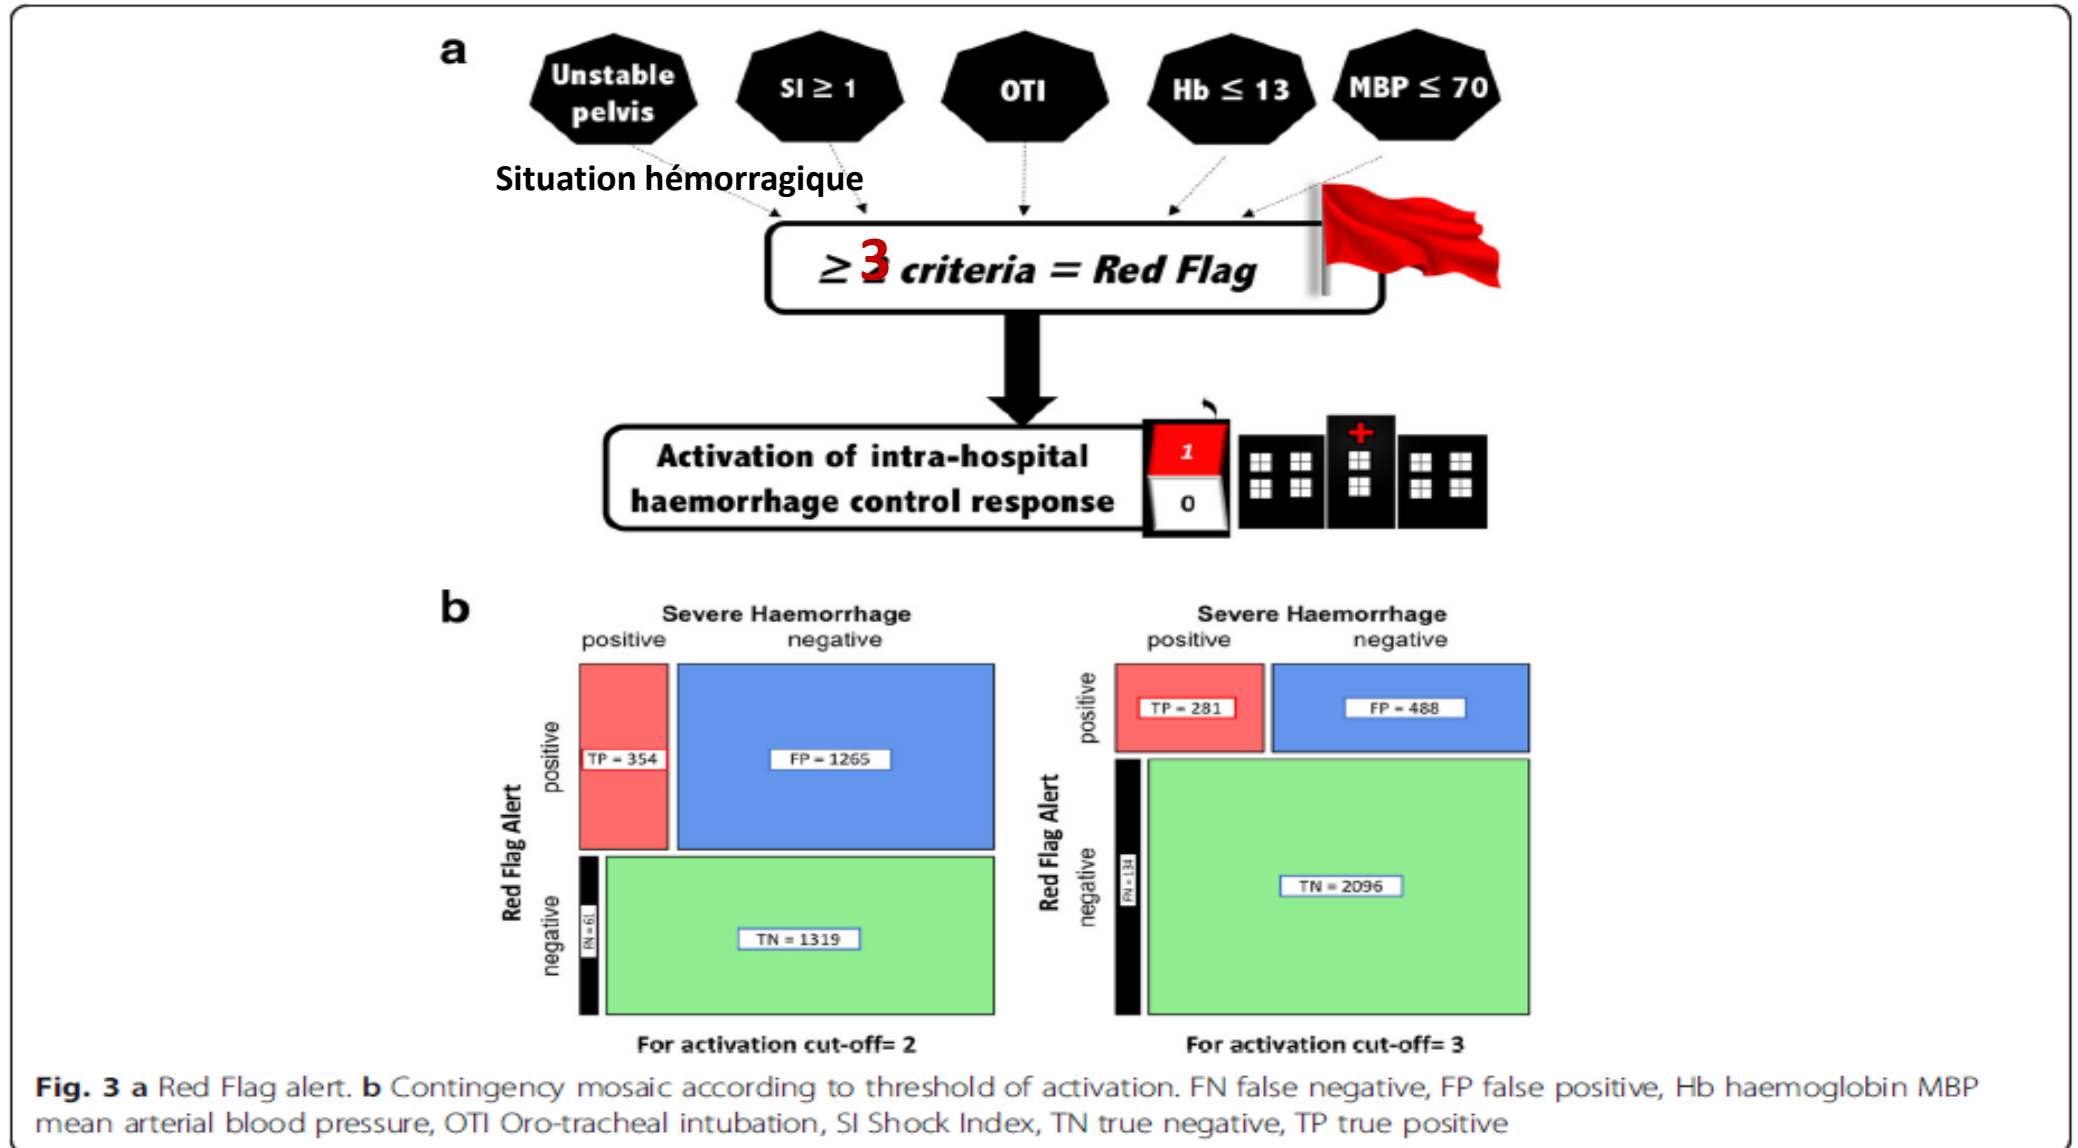 a
Unstable
pelvis
SI ≥ 1
OTI
Hb ≤ 13
MBP ≤ 70
Situation hémorragique
≥ 3 criteria = Red Flag
Activation of intra-hospital
haemorrhage control response
1
0
b
Severe Haemorrhage
positive
negative
Red Flag Alert
positive
negative
TP = 354
FP = 1265
FN = 61
TN = 1319
For activation cut-off= 2
Severe Haemorrhage
positive
negative
Red Flag Alert
positive
negative
TP = 281
FP = 488
FN = 134
TN = 2096
For activation cut-off= 3
Fig. 3 a Red Flag alert. b Contingency mosaic according to threshold of activation. FN false negative, FP false positive, Hb haemoglobin MBP
mean arterial blood pressure, OTI Oro-tracheal intubation, SI Shock Index, TN true negative, TP true positive